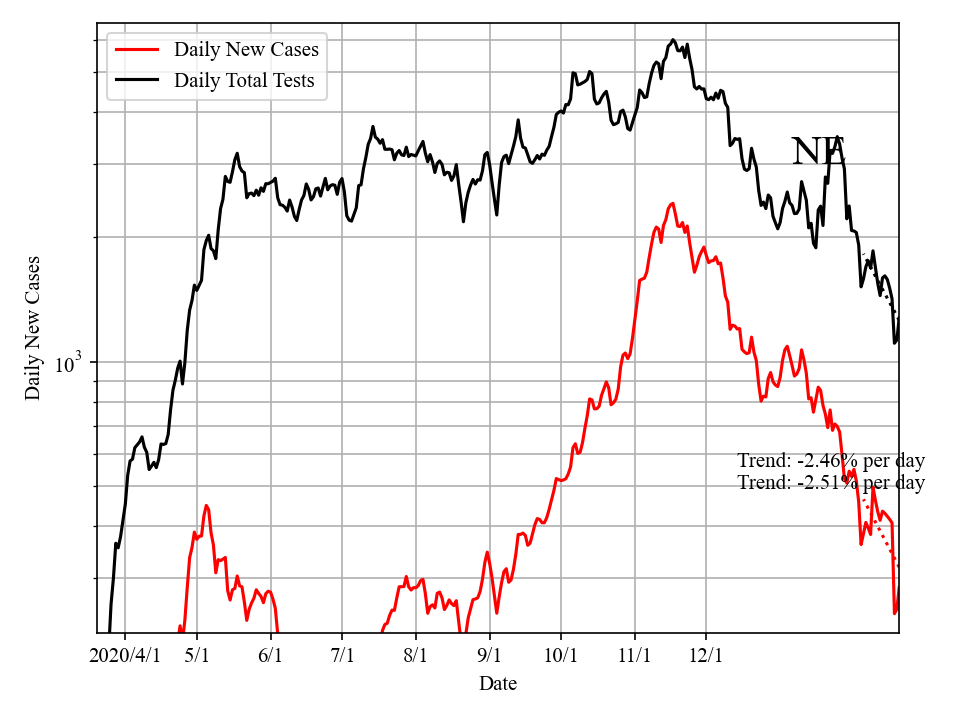 Daily New Cases
Daily Total Tests
NE
Daily New Cases
10^3
Trend: -2.46% per day
Trend: -2.51% per day
2020/4/1 5/1 6/1 7/1 8/1 9/1 10/1 11/1 12/1
Date